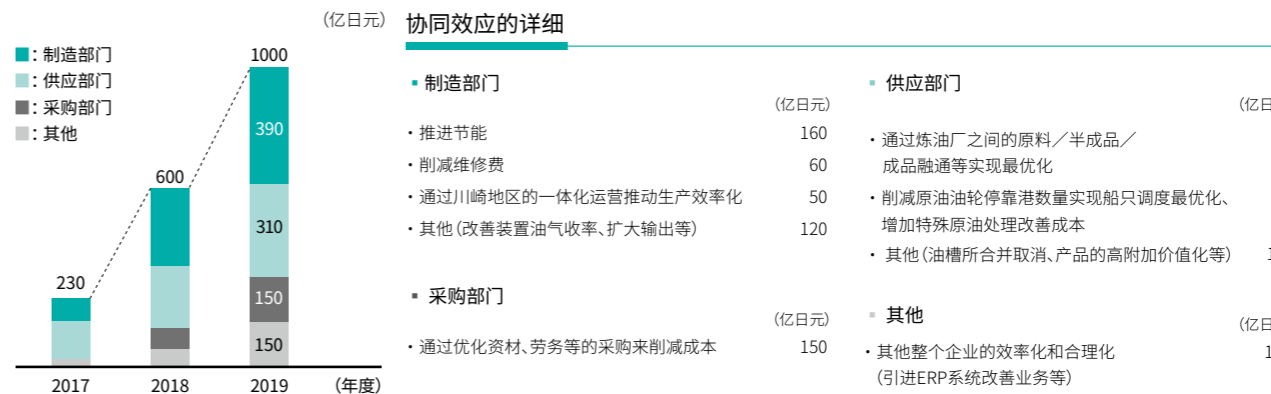 （亿日元）
：制造部门
：供应部门
：采购部门
：其他
1000
390
310
150
150
600
230
2017
2018
2019
（年度）
协同效应的详细
制造部门
（亿日元）
・推进节能 160
・削减维修费 60
・通过川崎地区的一体化运营推动生产效率化 50
・其他（改善装置油气收率、扩大输出等） 120
采购部门
（亿日元）
・通过优化资材、劳务等的采购来削减成本 150
供应部门
（亿日
・通过炼油厂之间的原料／半成品／
成品融通等实现最优化
・削减原油油轮停靠港数量实现船只调度最优化、
增加特殊原油处理改善成本
・其他（油槽所合并取消、产品的高附加价值化等）
其他
（亿日
・其他整个企业的效率化和合理化
（引进ERP系统改善业务等）